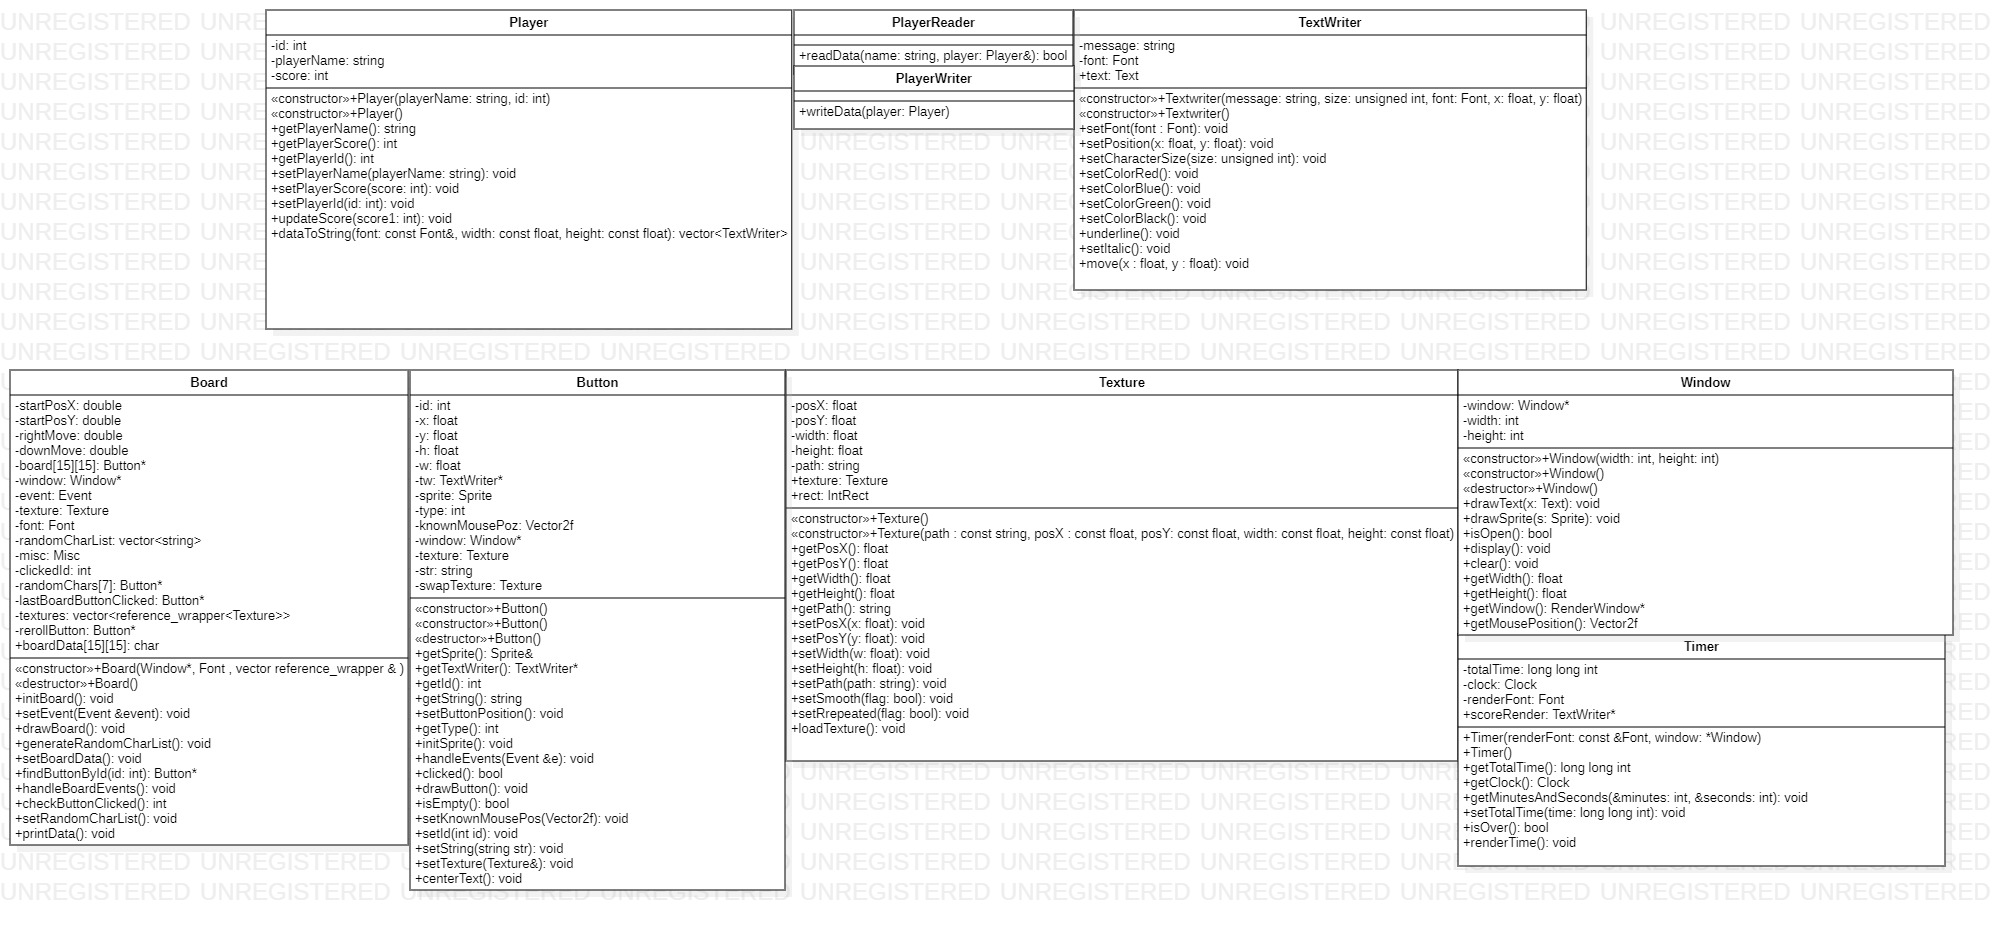 Player
-id: int
-playerName: string
-score: int
«constructor»+Player(playerName: string, id: int)
«constructor»+Player()
+getPlayerName(): string
+getPlayerScore(): int
+getPlayerId(): int
+setPlayerName(playerName: string): void
+setPlayerScore(score: int): void
+setPlayerId(id: int): void
+updateScore(score1: int): void
+dataToString(font: const Font&, width: const float, height: const float): vector<TextWriter>
PlayerReader
+readData(name: string, player: Player&): bool
PlayerWriter
+writeData(player: Player)
TextWriter
-message: string
-font: Font
+text: Text
«constructor»+Textwriter(message: string, size: unsigned int, font: Font, x: float, y: float)
«constructor»+Textwriter()
+setFont(font : Font): void
+setPosition(x: float, y: float): void
+setCharacterSize(size: unsigned int): void
+setColorRed(): void
+setColorBlue(): void
+setColorGreen(): void
+setColorBlack(): void
+underline(): void
+setItalic(): void
+move(x : float, y : float): void
Board
-startPosX: double
-startPosY: double
-rightMove: double
-downMove: double
-board[15][15]: Button*
-window: Window*
-event: Event
-texture: Texture
-font: Font
-randomCharList: vector<string>
-misc: Misc
-clickedId: int
-randomChars[7]: Button*
-lastBoardButtonClicked: Button*
-textures: vector<reference_wrapper<Texture>>
-rerollButton: Button*
+boardData[15][15]: char
«constructor»+Board(Window*, Font , vector reference_wrapper & )
«destructor»+Board()
+initBoard(): void
+setEvent(Event &event): void
+drawBoard(): void
+generateRandomCharList(): void
+setBoardData(): void
+findButtonById(id: int): Button*
+handleBoardEvents(): void
+checkButtonClicked(): int
+setRandomCharList(): void
+printData(): void
Button
-id: int
-x: float
-y: float
-h: float
-w: float
-tw: TextWriter*
-sprite: Sprite
-type: int
-knownMousePoz: Vector2f
-window: Window*
-texture: Texture
-str: string
-swapTexture: Texture
«constructor»+Button()
«constructor»+Button()
«destructor»+Button()
+getSprite(): Sprite&
+getTextWriter(): TextWriter*
+getId(): int
+getString(): string
+setButtonPosition(): void
+getType(): int
+initSprite(): void
+handleEvents(Event &e): void
+clicked(): bool
+drawButton(): void
+isEmpty(): bool
+setKnownMousePos(Vector2f): void
+setId(int id): void
+setString(string str): void
+setTexture(Texture&): void
+centerText(): void
Texture
-posX: float
-posY: float
-width: float
-height: float
-path: string
+texture: Texture
+rect: IntRect
«constructor»+Texture()
«constructor»+Texture(path : const string, posX : const float, posY: const float, width: const float, height: const float)
+getPosX(): float
+getPosY(): float
+getWidth(): float
+getHeight(): float
+getPath(): string
+setPosX(x: float): void
+setPosY(y: float): void
+setWidth(w: float): void
+setHeight(h: float): void
+setPath(path: string): void
+setSmooth(flag: bool): void
+setRrepeated(flag: bool): void
+loadTexture(): void
Window
-window: Window*
-width: int
-height: int
«constructor»+Window(width: int, height: int)
«constructor»+Window()
«destructor»+Window()
+drawText(x: Text): void
+drawSprite(s: Sprite): void
+isOpen(): bool
+display(): void
+clear(): void
+getWidth(): float
+getHeight(): float
+getWindow(): RenderWindow*
+getMousePosition(): Vector2f
Timer
-totalTime: long long int
-clock: Clock
-renderFont: Font
+scoreRender: TextWriter*
+Timer(renderFont: const &Font, window: *Window)
+Timer()
+getTotalTime(): long long int
+getClock(): Clock
+getMinutesAndSeconds(&minutes: int, &seconds: int): void
+setTotalTime(time: long long int): void
+isOver(): bool
+renderTime(): void